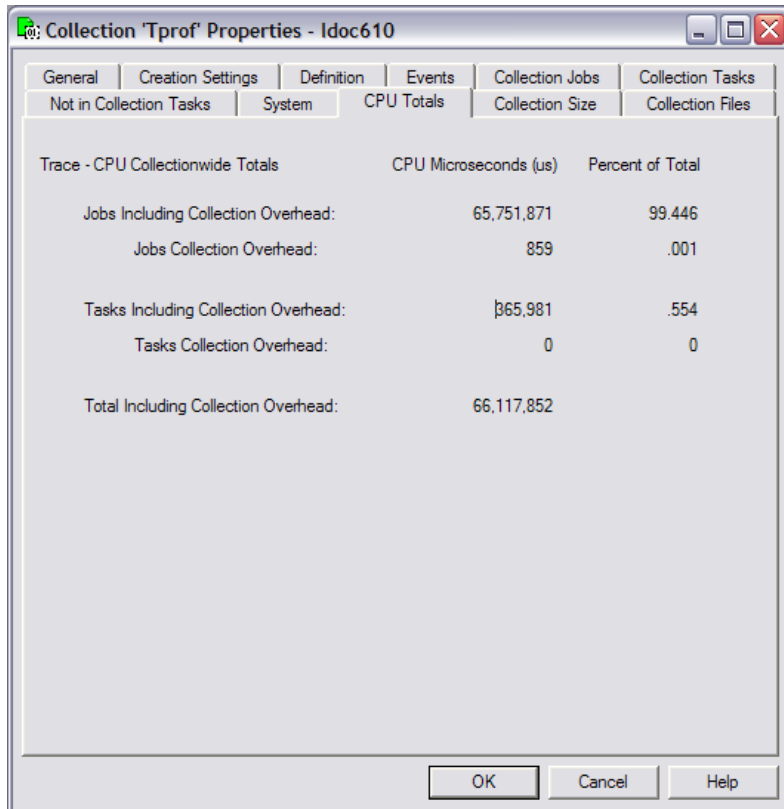 Collection 'Tprof' Properties - Idoc610
General Creation Settings Definition Events Collection Jobs Collection Tasks
Not in Collection Tasks System CPU Totals Collection Size Collection Files
Trace - CPU Collectionwide Totals CPU Microseconds (us) Percent of Total
Jobs Including Collection Overhead: 65,751,871 99.446
Jobs Collection Overhead: 859 .001
Tasks Including Collection Overhead: 365,981 .554
Tasks Collection Overhead: 0 0
Total Including Collection Overhead: 66,117,852
OK Cancel Help